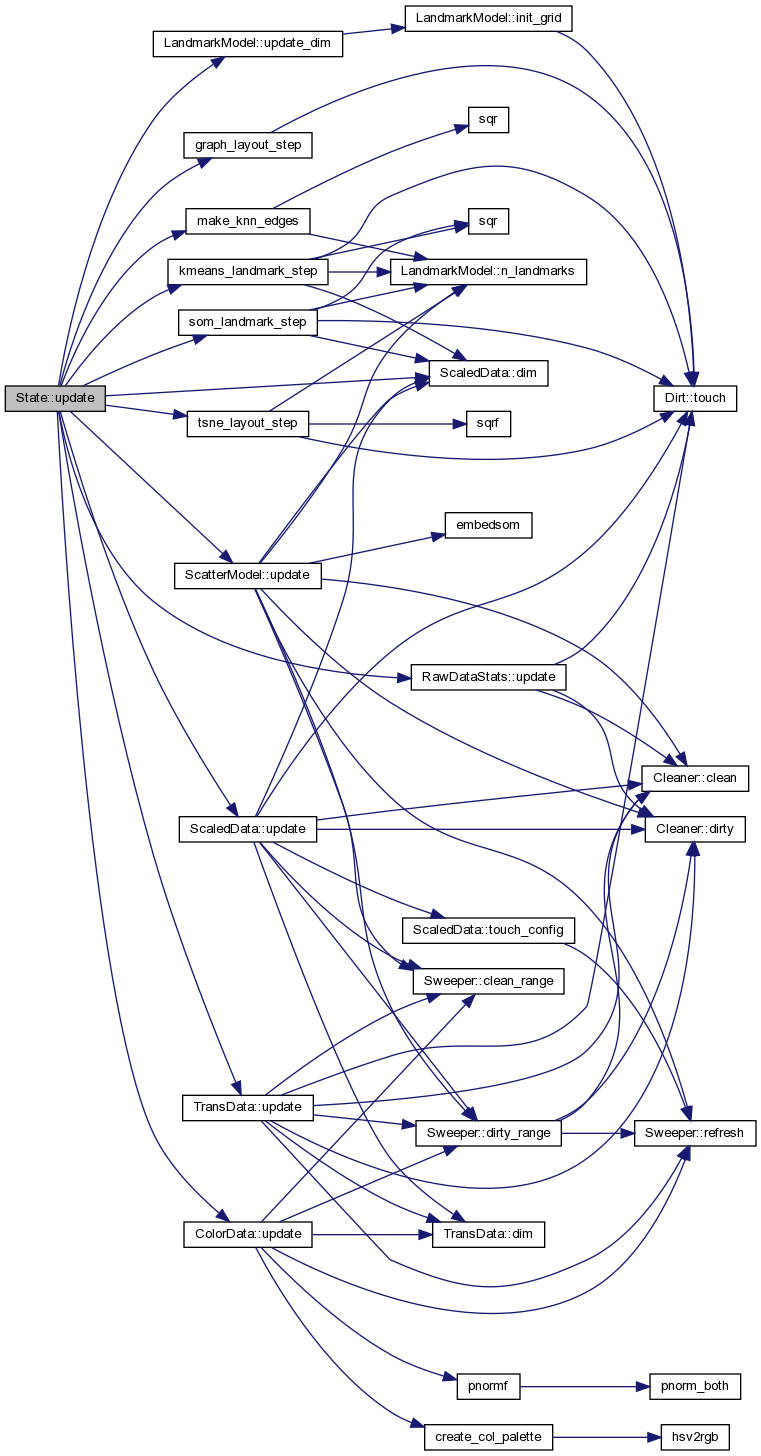 LandmarkModel::init_grid
LandmarkModel::update_dim
sqr
graph_layout_step
make_knn_edges
sqr
kmeans_landmark_step
LandmarkModel::n_landmarks
som_landmark_step
ScaledData::dim
State::update
Dirt::touch
tsne_layout_step
sqrf
embedsom
ScatterModel::update
RawDataStats::update
Cleaner::clean
ScaledData::update
Cleaner::dirty
ScaledData::touch_config
Sweeper::clean_range
TransData::update
Sweeper::dirty_range
Sweeper::refresh
ColorData::update
TransData::dim
pnormf
pnorm_both
create_col_palette
hsv2rgb